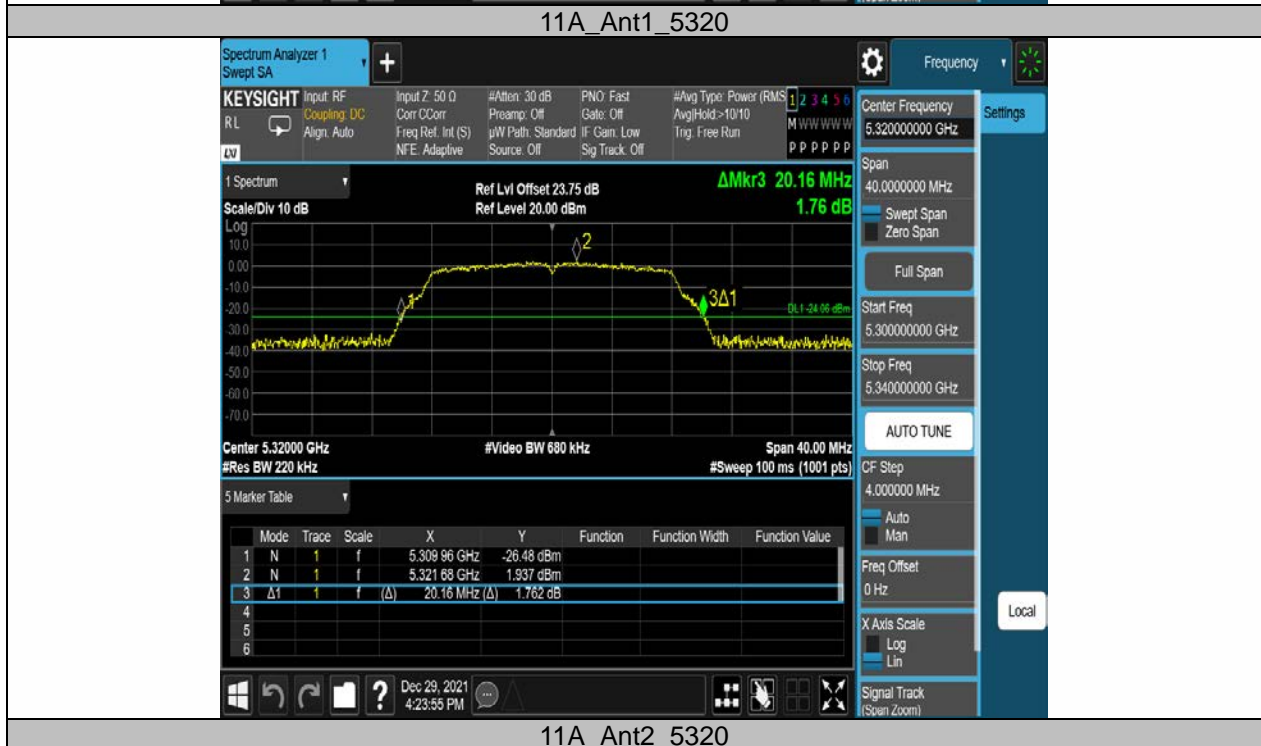 (Span Zoom)
11A_Ant1_5320
Spectrum Analyzer 1
Swept SA
+
Frequency
KEYSIGHT
RL
LXI
Input: RF
Coupling: DC
Align: Auto
Input Z: 50 Ω
Corr CCorr
Freq Ref: Int (S)
NFE: Adaptive
#Atten: 30 dB
Preamp: Off
µW Path: Standard
Source: Off
PNO: Fast
Gate: Off
IF Gain: Low
Sig Track: Off
#Avg Type: Power (RMS
Avg|Hold:>10/10
Trig: Free Run
1 2 3 4 5 6
M W W W W W
P P P P P P
1 Spectrum
Scale/Div 10 dB
Ref Lvl Offset 23.75 dB
Ref Level 20.00 dBm
ΔMkr3 20.16 MHz
1.76 dB
Log
10.0
0.00
-10.0
-20.0
-30.0
-40.0
-50.0
-60.0
-70.0
1
2
3Δ1
DL1 -24.06 dBm
Center 5.32000 GHz
#Res BW 220 kHz
#Video BW 680 kHz
Span 40.00 MHz
#Sweep 100 ms (1001 pts)
5 Marker Table
Mode Trace Scale X Y Function Function Width Function Value
1 N 1 f 5.309 96 GHz -26.48 dBm
2 N 1 f 5.321 68 GHz 1.937 dBm
3 Δ1 1 f (Δ) 20.16 MHz (Δ) 1.762 dB
4
5
6
Center Frequency
5.320000000 GHz
Settings
Span
40.0000000 MHz
Swept Span
Zero Span
Full Span
Start Freq
5.300000000 GHz
Stop Freq
5.340000000 GHz
AUTO TUNE
CF Step
4.000000 MHz
Auto
Man
Freq Offset
0 Hz
X Axis Scale
Log
Lin
Local
Signal Track
(Span Zoom)
?
Dec 29, 2021
4:23:55 PM
11A_Ant2_5320